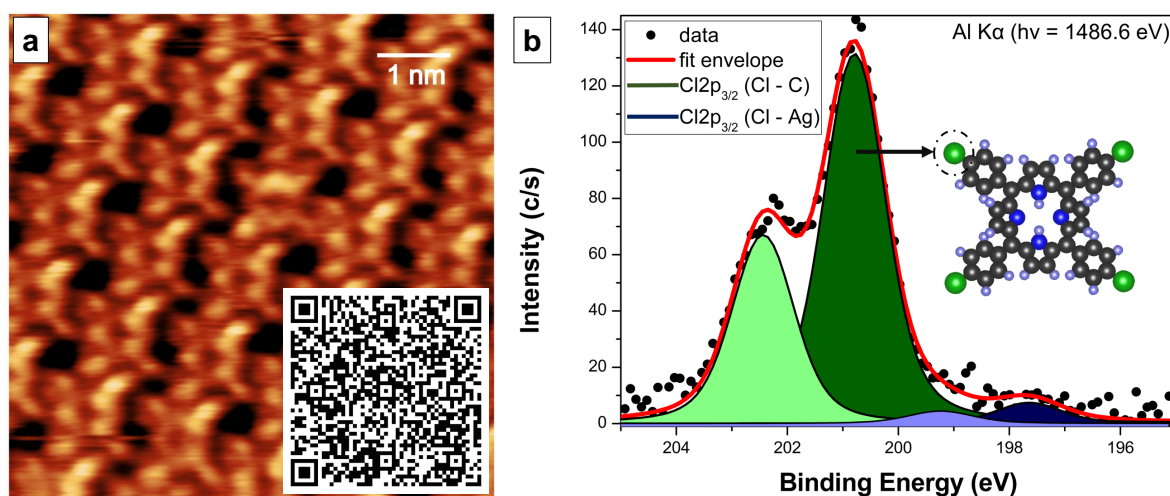 a
1 nm
b
Al Kα (hν = 1486.6 eV)
data
fit envelope
Cl2p3/2 (Cl - C)
Cl2p3/2 (Cl - Ag)
Intensity (c/s)
140
120
100
80
60
40
20
0
204 202 200 198 196
Binding Energy (eV)